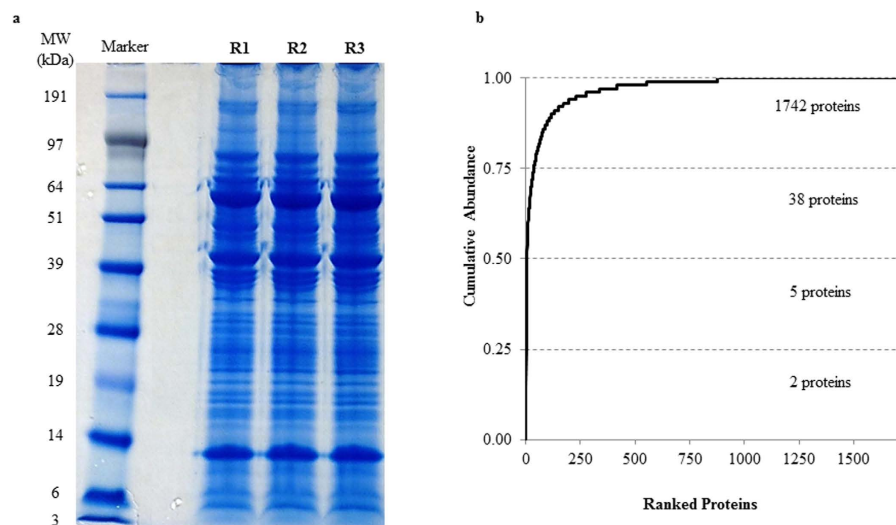 a
MW
(kDa)
Marker
R1
R2
R3
191
97
64
51
39
28
19
14
6
3
b
Cumulative Abundance
1.00
0.75
0.50
0.25
0.00
1742 proteins
38 proteins
5 proteins
2 proteins
0
250
500
750
1000
1250
1500
Ranked Proteins